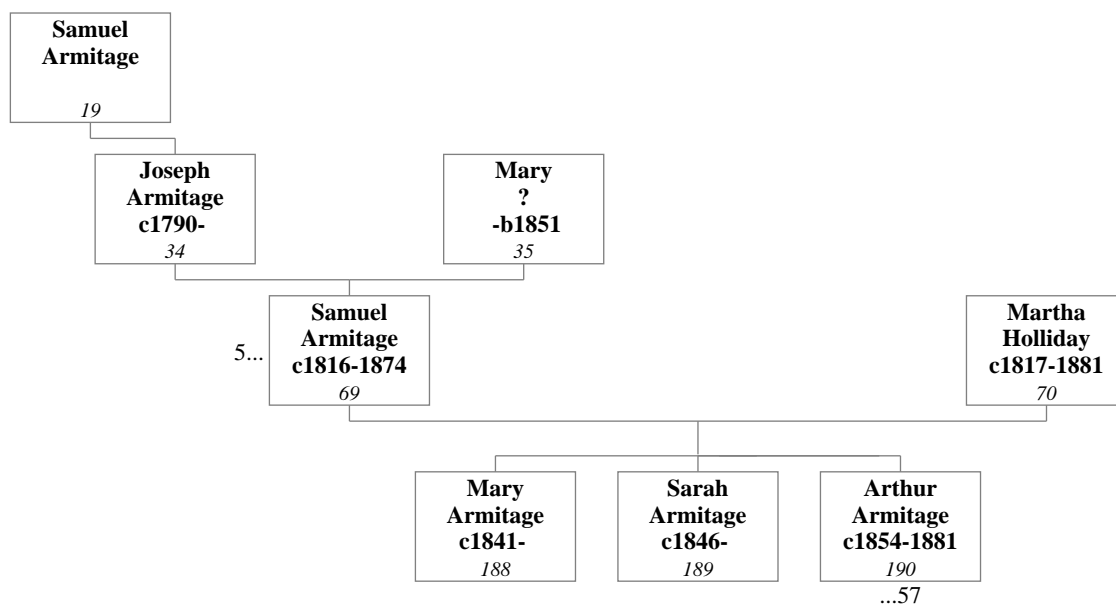 Samuel
Armitage
19
Joseph
Armitage
c1790-
34
Mary
?
-b1851
35
5...
Samuel
Armitage
c1816-1874
69
Martha
Holliday
c1817-1881
70
Mary
Armitage
c1841-
188
Sarah
Armitage
c1846-
189
Arthur
Armitage
c1854-1881
190
...57